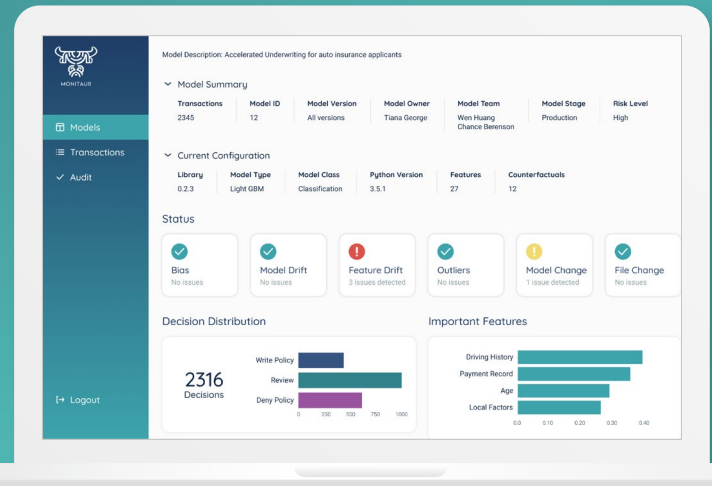 MONITAUR
Models
Transactions
Audit
Logout
Model Description: Accelerated Underwriting for auto insurance applicants
Model Summary
Transactions Model ID Model Version Model Owner Model Team Model Stage Risk Level
2345 12 All versions Tiana George Wen Huang Production High
Chance Berenson
Current Configuration
Library Model Type Model Class Python Version Features Counterfactuals
0.2.3 Light GBM Classification 3.5.1 27 12
Status
Bias Model Drift Feature Drift Outliers Model Change File Change
No issues No issues 3 issues detected No issues 1 issue detected No issues
Decision Distribution
2316
Decisions
Write Policy
Review
Deny Policy
0 250 500 750 1000
Important Features
Driving History
Payment Record
Age
Local Factors
0.0 0.10 0.20 0.30 0.40